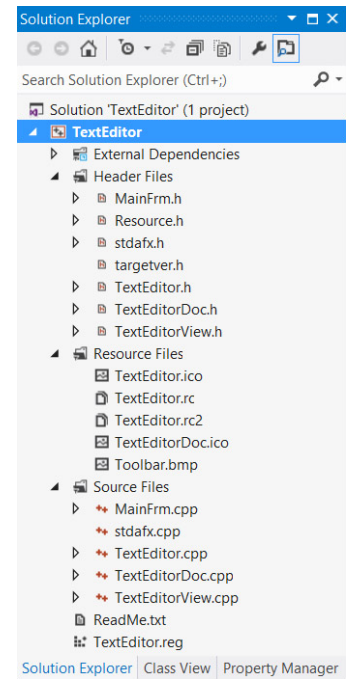 Solution Explorer
Search Solution Explorer (Ctrl+;)
Solution 'TextEditor' (1 project)
TextEditor
External Dependencies
Header Files
MainFrm.h
Resource.h
stdafx.h
targetver.h
TextEditor.h
TextEditorDoc.h
TextEditorView.h
Resource Files
TextEditor.ico
TextEditor.rc
TextEditor.rc2
TextEditorDoc.ico
Toolbar.bmp
Source Files
MainFrm.cpp
stdafx.cpp
TextEditor.cpp
TextEditorDoc.cpp
TextEditorView.cpp
ReadMe.txt
TextEditor.reg
Solution Explorer Class View Property Manager